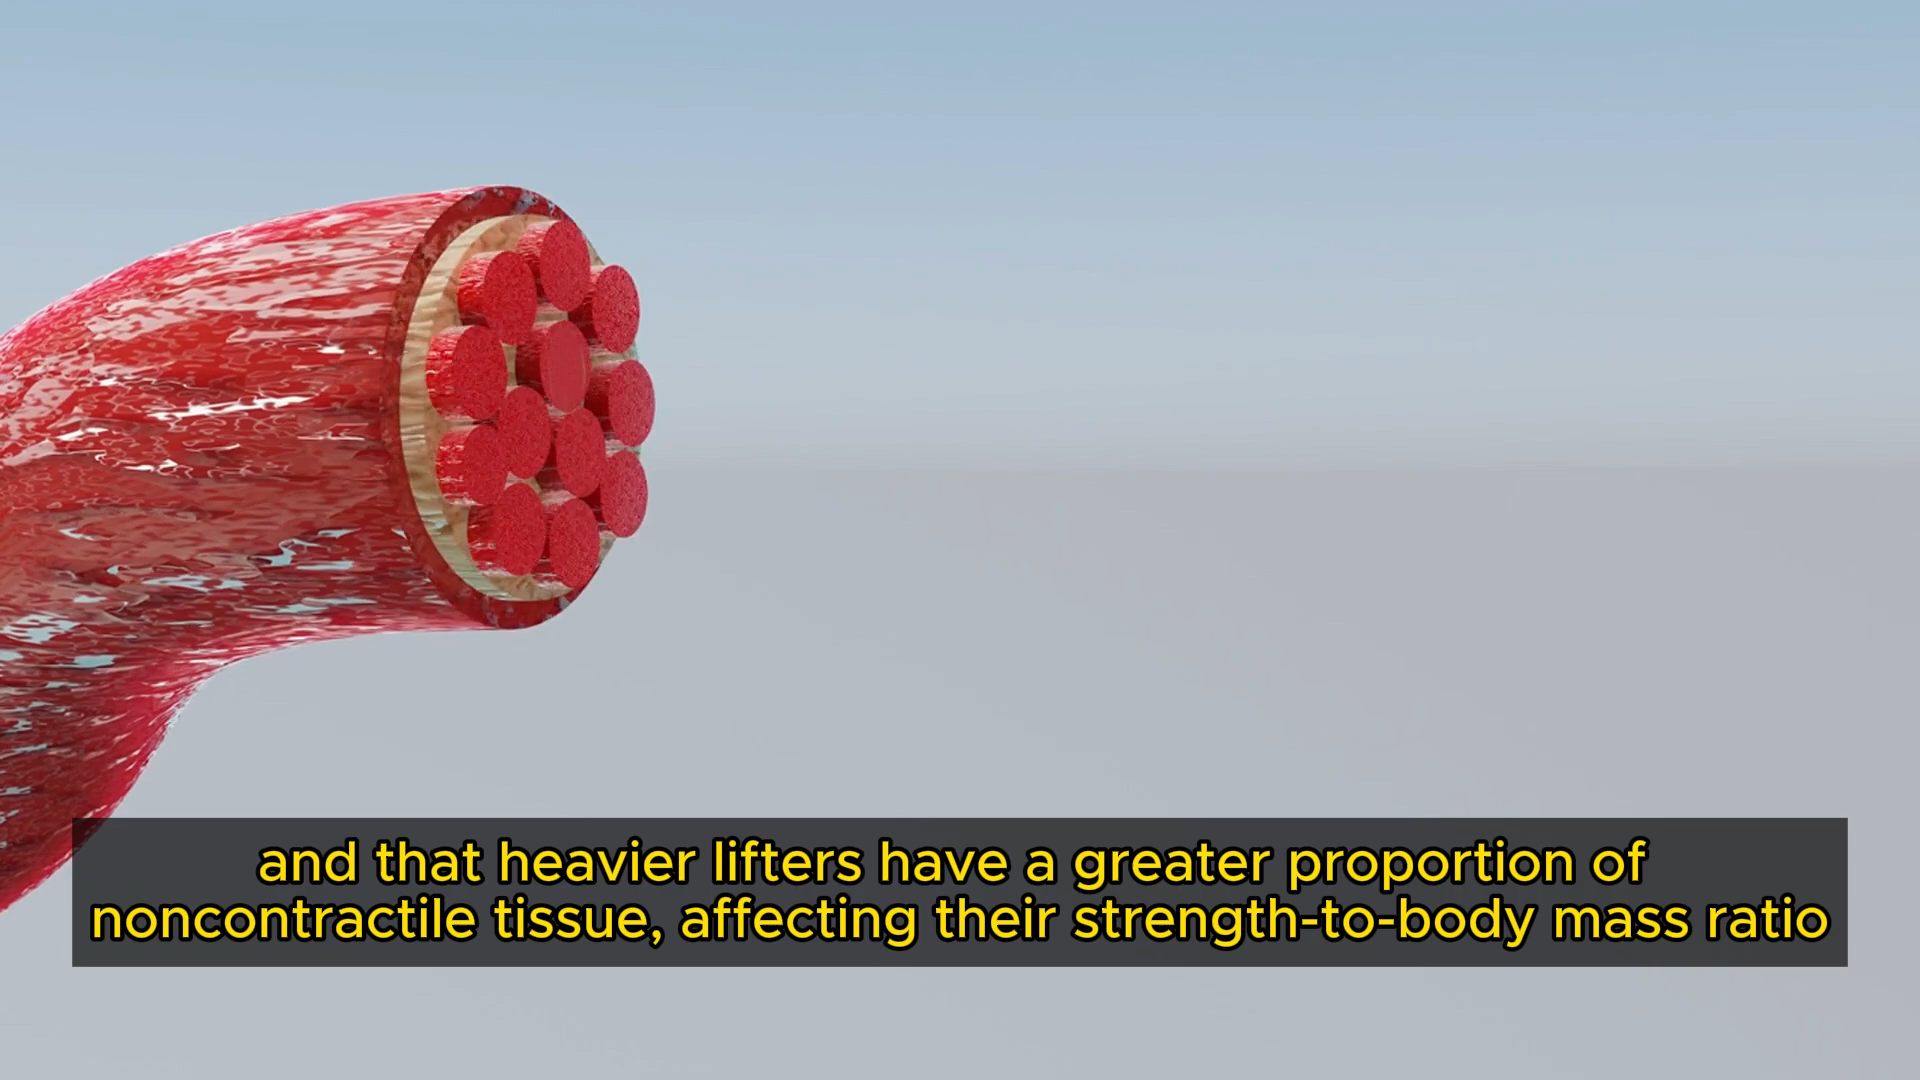 and that heavier lifters have a greater proportion of
noncontractile tissue, affecting their strength-to-body mass ratio